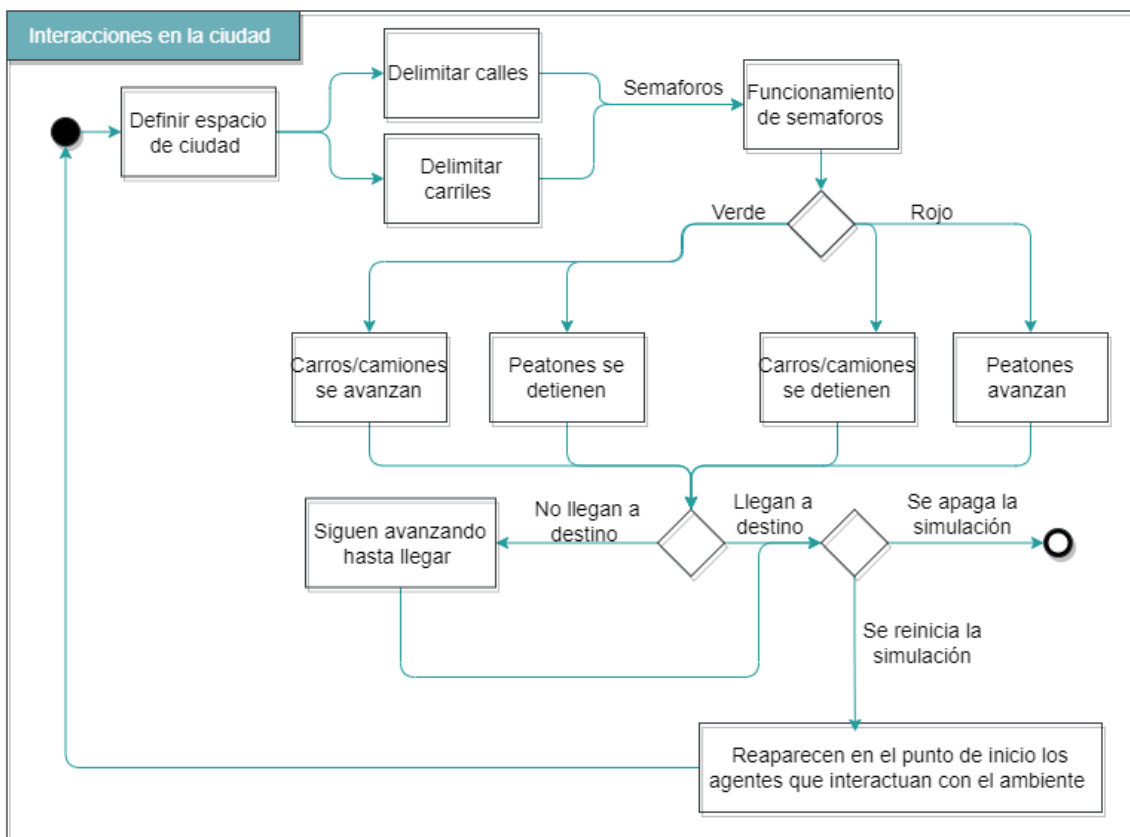 Interacciones en la ciudad
Definir espacio
de ciudad
Delimitar calles
Delimitar
carriles
Semaforos
Funcionamiento
de semaforos
Verde
Rojo
Carros/camiones
se avanzan
Peatones se
detienen
Carros/camiones
se detienen
Peatones
avanzan
Siguen avanzando
hasta llegar
No llegan a
destino
Llegan a
destino
Se apaga la
simulación
Se reinicia la
simulación
Reaparecen en el punto de inicio los
agentes que interactuan con el ambiente